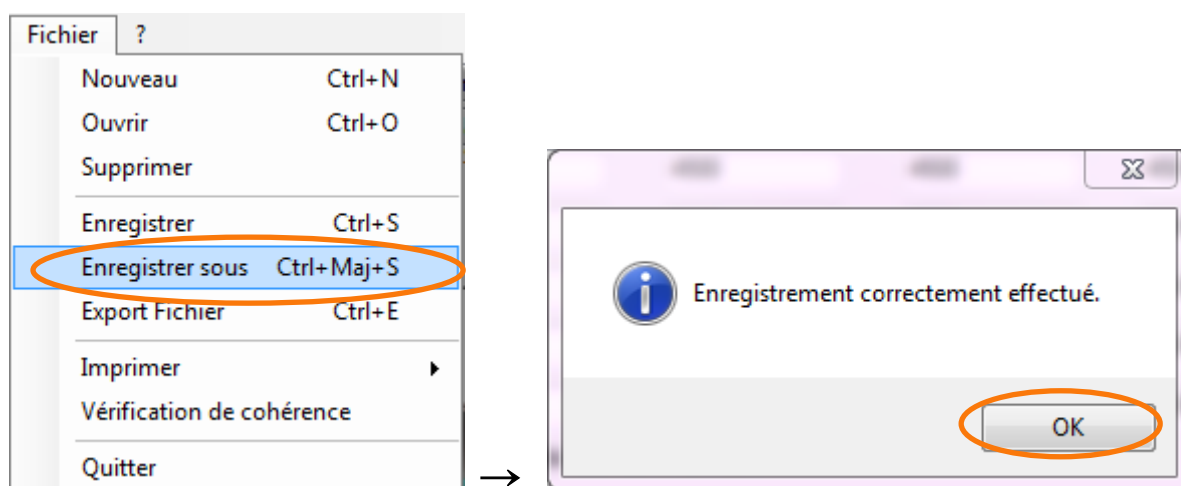 Fichier ?
Nouveau Ctrl+N
Ouvrir Ctrl+O
Supprimer
Enregistrer Ctrl+S
Enregistrer sous Ctrl+Maj+S
Export Fichier Ctrl+E
Imprimer
Vérification de cohérence
Quitter
→
Enregistrement correctement effectué.
OK